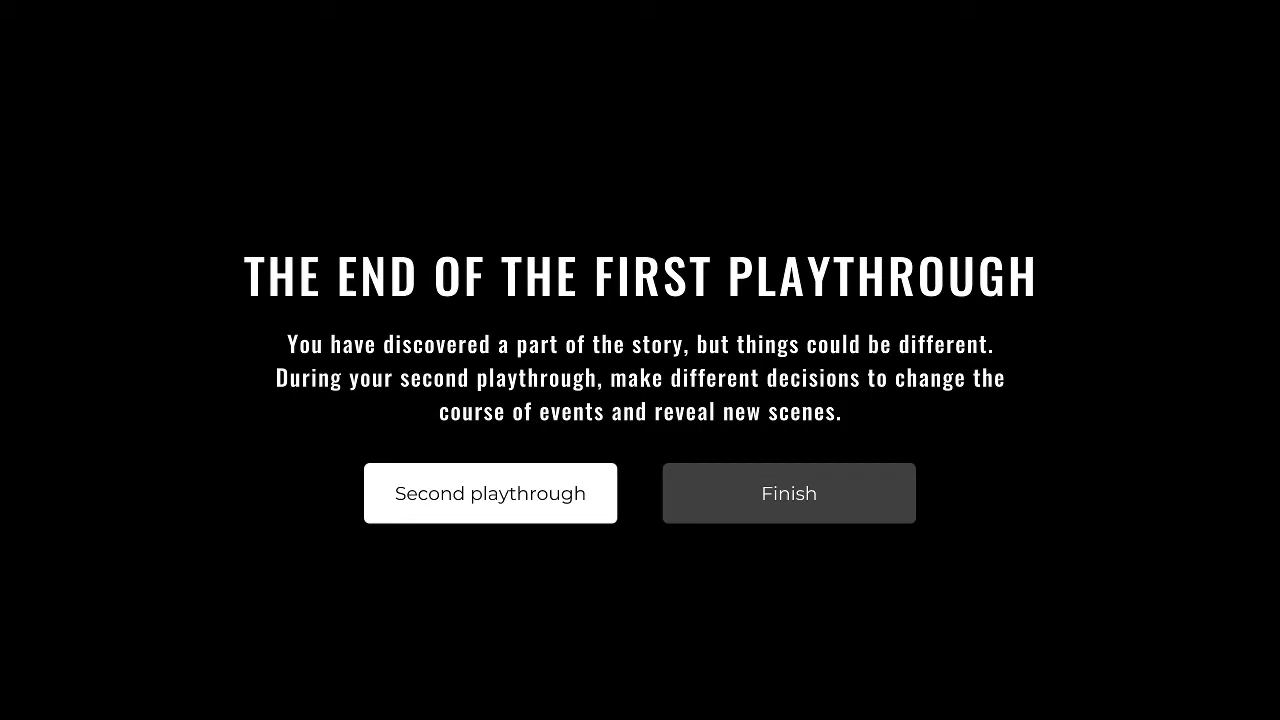 THE END OF THE FIRST PLAYTHROUGH
You have discovered a part of the story, but things could be different.
During your second playthrough, make different decisions to change the
course of events and reveal new scenes.
Second playthrough
Finish